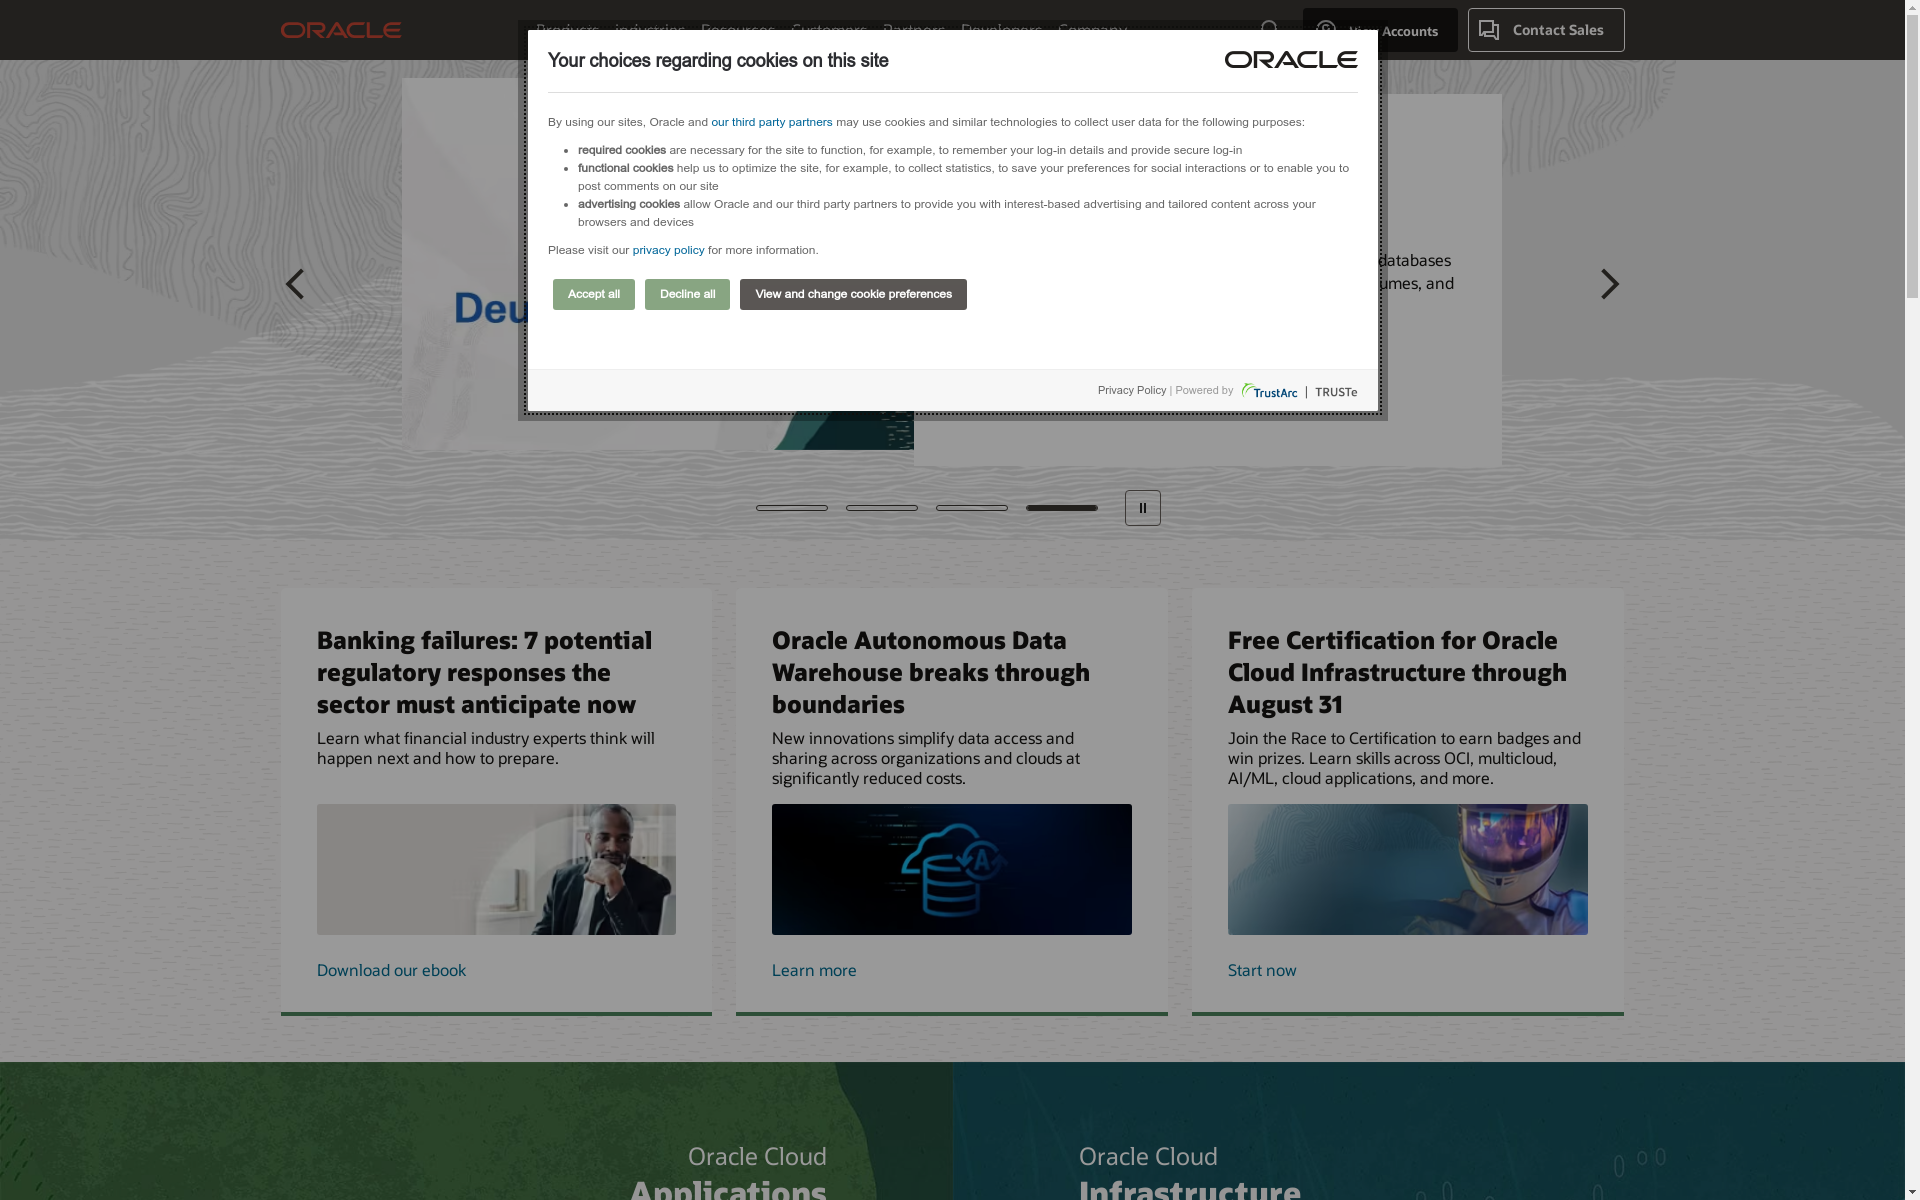 ORACLE
Accounts
Contact Sales
Your choices regarding cookies on this site
ORACLE
By using our sites, Oracle and our third party partners may use cookies and similar technologies to collect user data for the following purposes:
required cookies are necessary for the site to function, for example, to remember your log-in details and provide secure log-in
functional cookies help us to optimize the site, for example, to collect statistics, to save your preferences for social interactions or to enable you to
post comments on our site
advertising cookies allow Oracle and our third party partners to provide you with interest-based advertising and tailored content across your
browsers and devices
Please visit our privacy policy for more information.
Accept all
Decline all
View and change cookie preferences
Privacy Policy | Powered by
TrustArc | TRUSTe
Deu
databases
umes, and
Banking failures: 7 potential
regulatory responses the
sector must anticipate now
Learn what financial industry experts think will
happen next and how to prepare.
Download our ebook
Oracle Autonomous Data
Warehouse breaks through
boundaries
New innovations simplify data access and
sharing across organizations and clouds at
significantly reduced costs.
A
Learn more
Free Certification for Oracle
Cloud Infrastructure through
August 31
Join the Race to Certification to earn badges and
win prizes. Learn skills across OCI, multicloud,
AI/ML, cloud applications, and more.
Start now
Oracle Cloud
Applications
Oracle Cloud
Infrastructure